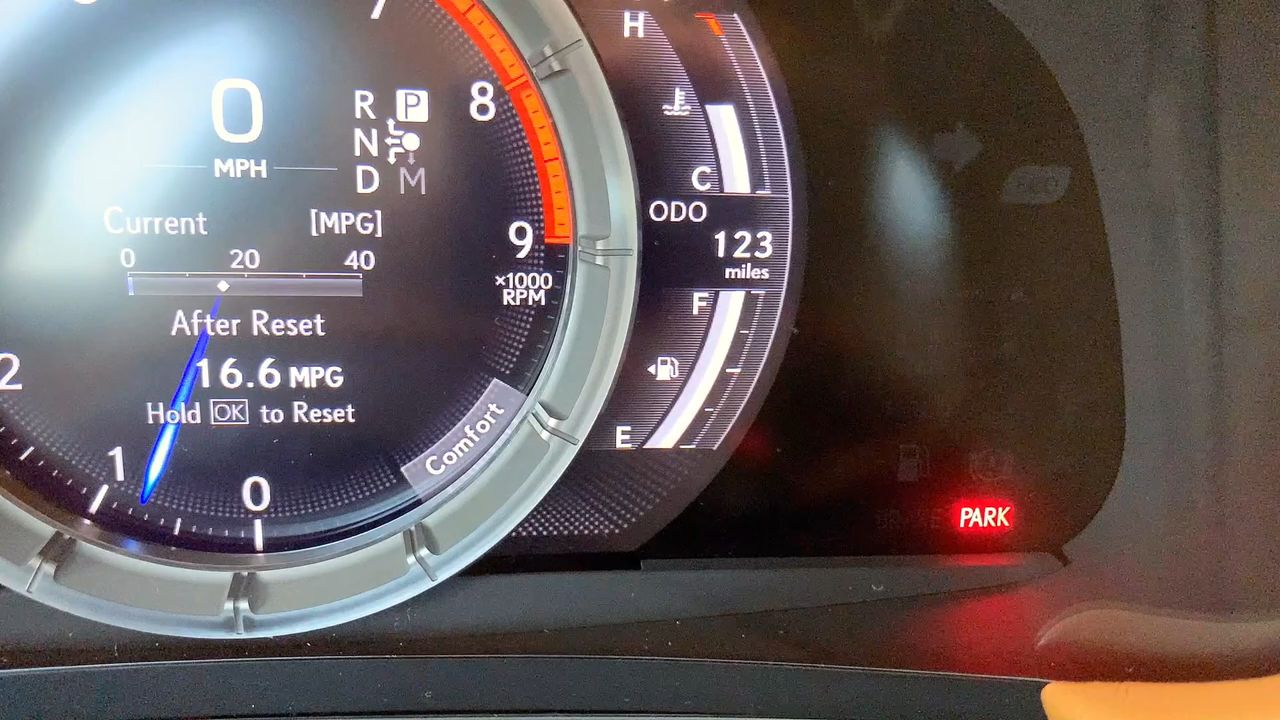 7
8
9
×1000
RPM
0
MPH
R P
N
D M
Current [MPG]
0 20 40
After Reset
16.6 MPG
Hold OK to Reset
2
1
0
Comfort
H
C
ODO
123
miles
F
E
BRAKE
PARK